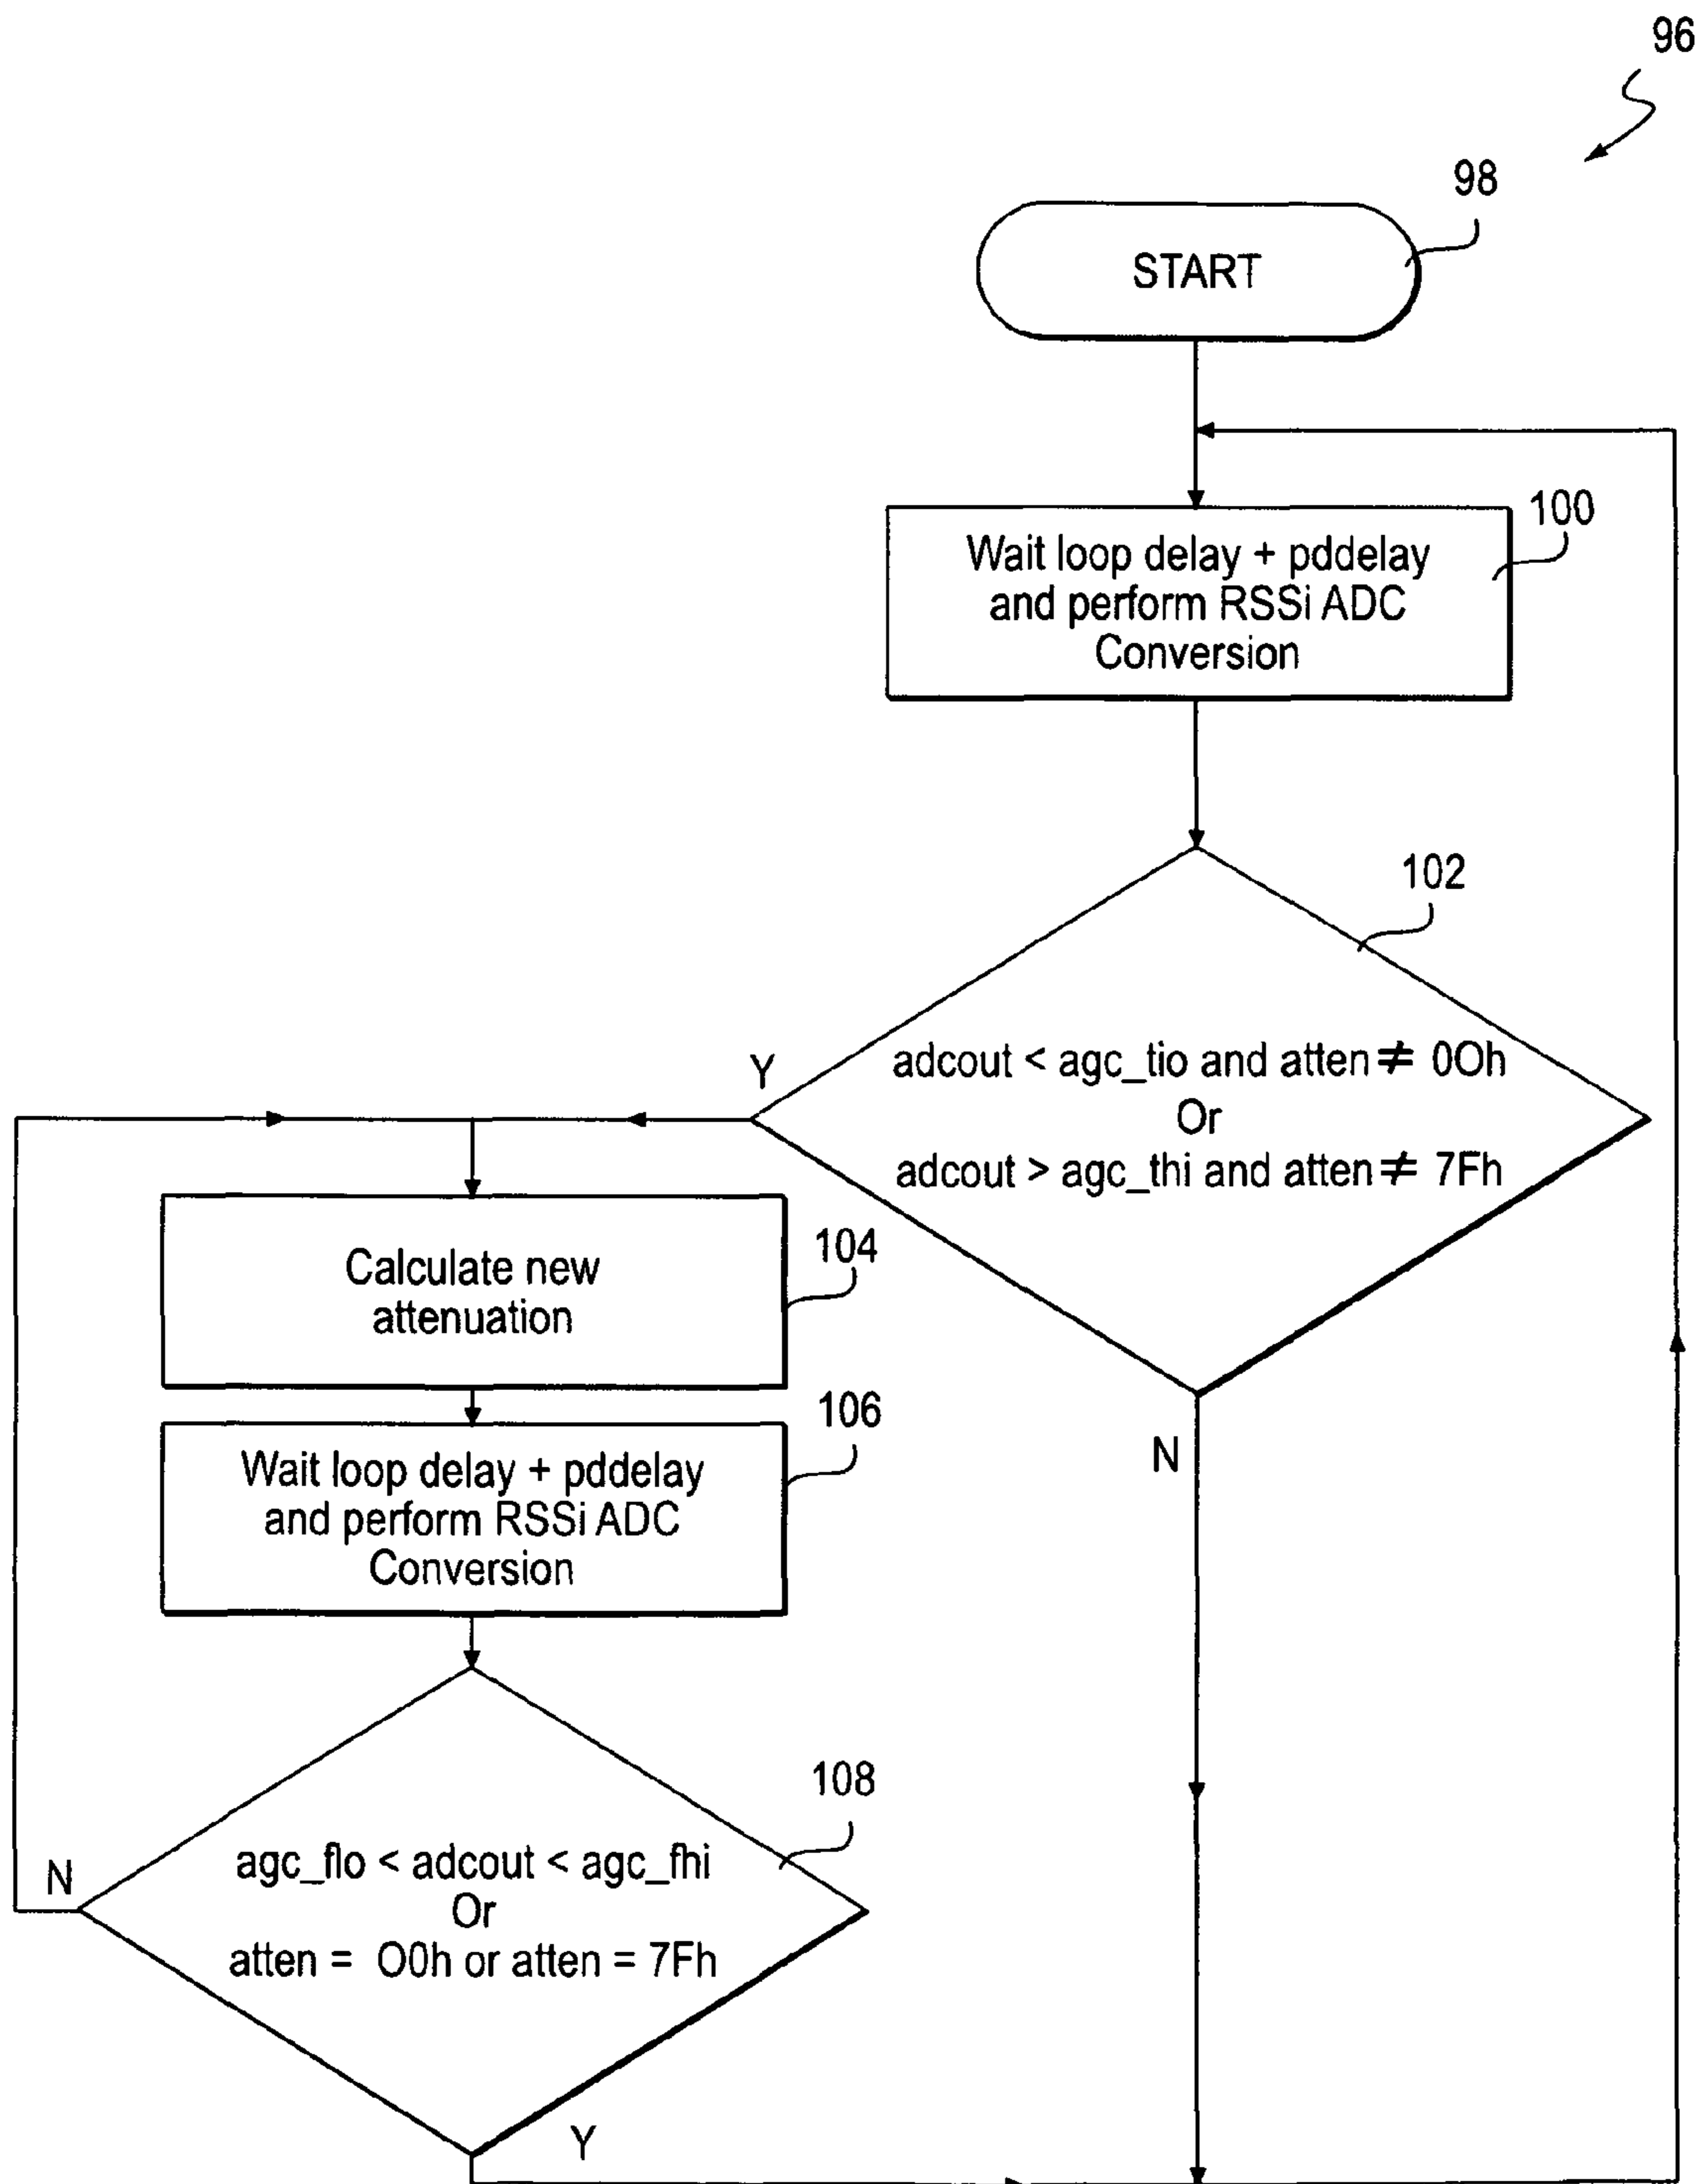 96
98
START
100
Wait loop delay + pddelay
and perform RSSi ADC
Conversion
102
adcout < agc_tio and atten ≠ 0Oh
Or
adcout > agc_thi and atten ≠ 7Fh
Y
N
104
Calculate new
attenuation
106
Wait loop delay + pddelay
and perform RSSi ADC
Conversion
108
agc_flo < adcout < agc_fhi
Or
atten = O0h or atten = 7Fh
N
Y